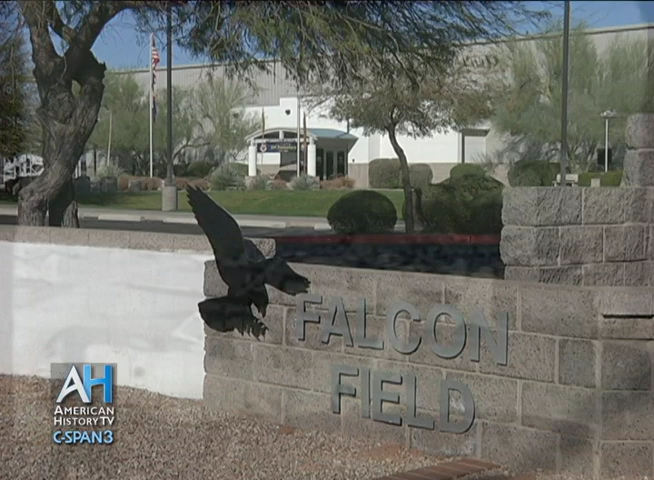 FALCON
FIELD
AH
AMERICAN
HISTORY TV
C-SPAN3